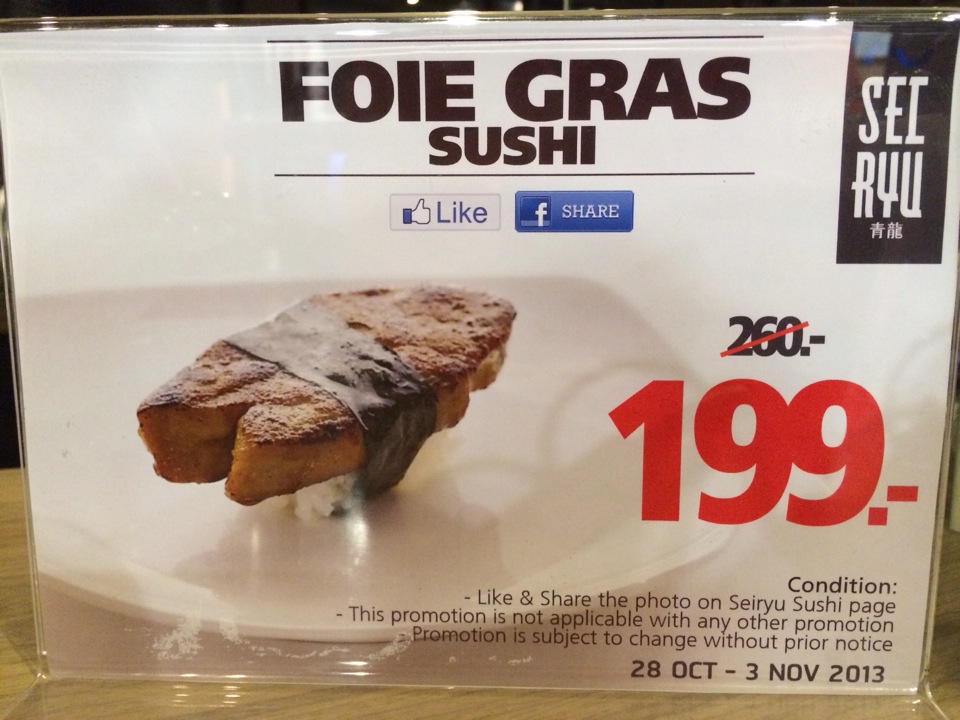 FOIE GRAS
SUSHI
Like
f SHARE
SEI
RYU
青龍
260.-
199.-
Condition:
- Like & Share the photo on Seiryu Sushi page
- This promotion is not applicable with any other promotion
- Promotion is subject to change without prior notice
28 OCT - 3 NOV 2013